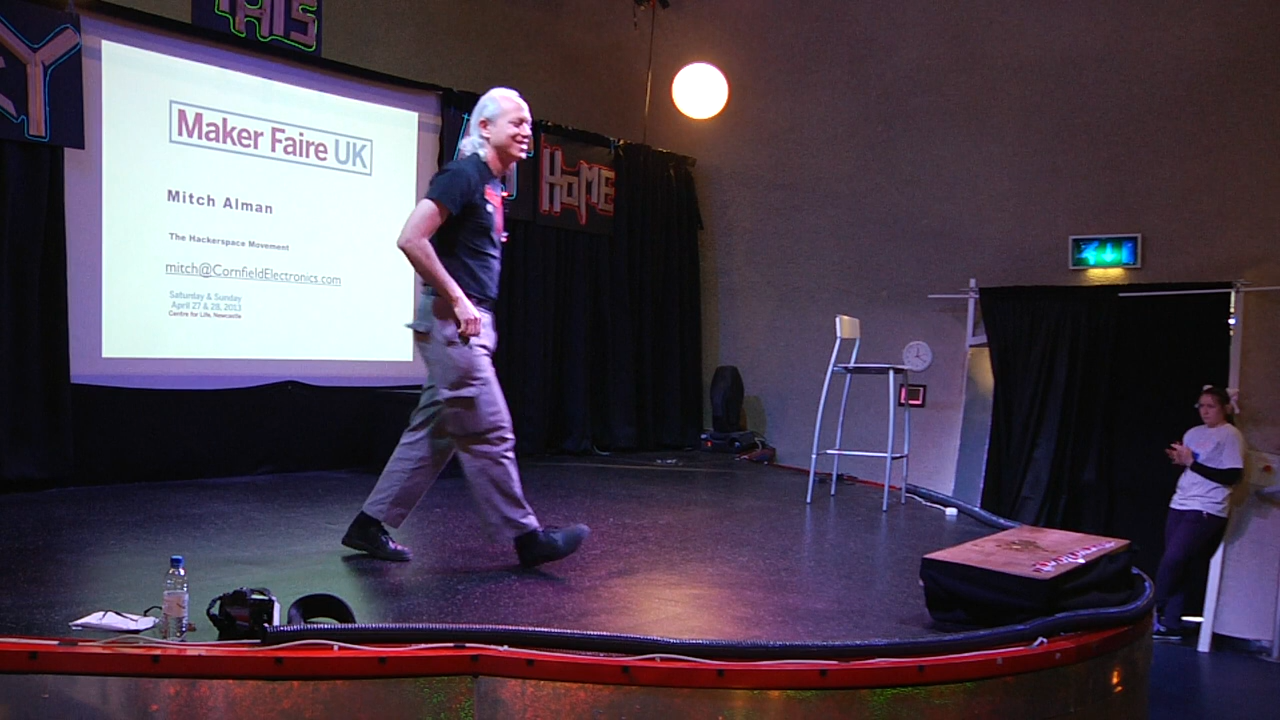 THIS
Y
Maker Faire UK
HOME
Mitch Alman
The Hackerspace Movement
mitch@CornfieldElectronics.com
Saturday & Sunday
April 27 & 28, 2013
Centre for Life, Newcastle